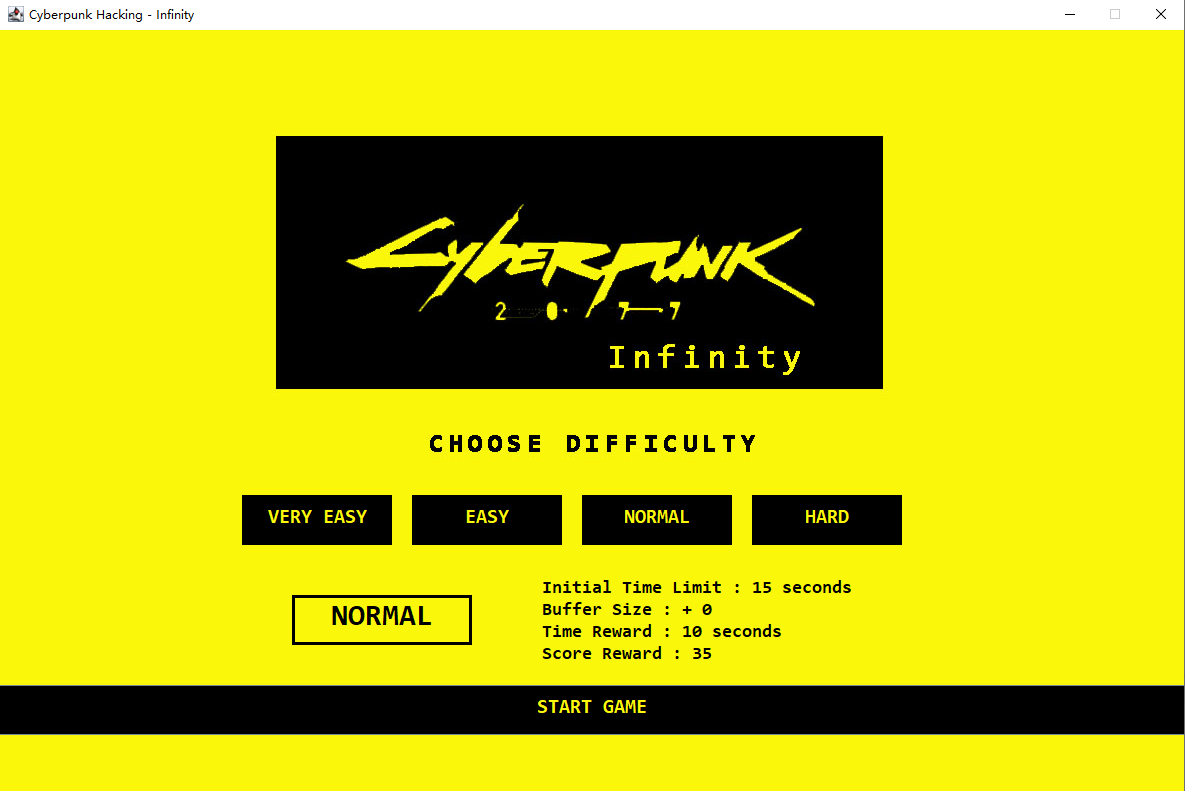 Cyberpunk Hacking - Infinity
CYBERPUNK
2077
Infinity
CHOOSE DIFFICULTY
VERY EASY EASY NORMAL HARD
NORMAL
Initial Time Limit : 15 seconds
Buffer Size : + 0
Time Reward : 10 seconds
Score Reward : 35
START GAME